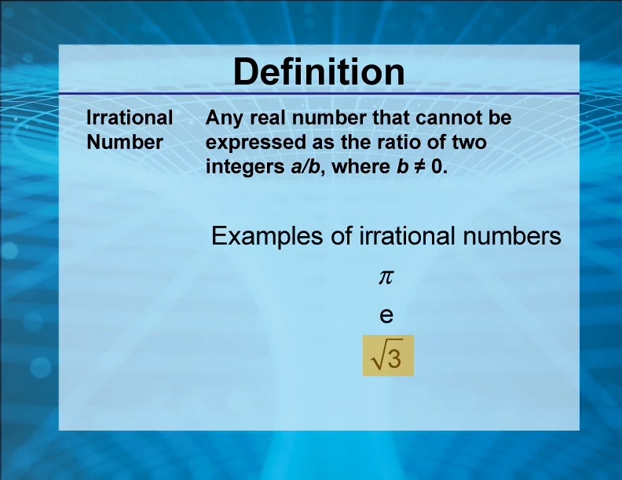 Definition
Irrational
Number
Any real number that cannot be
expressed as the ratio of two
integers a/b, where b ≠ 0.
Examples of irrational numbers
π
e
√3